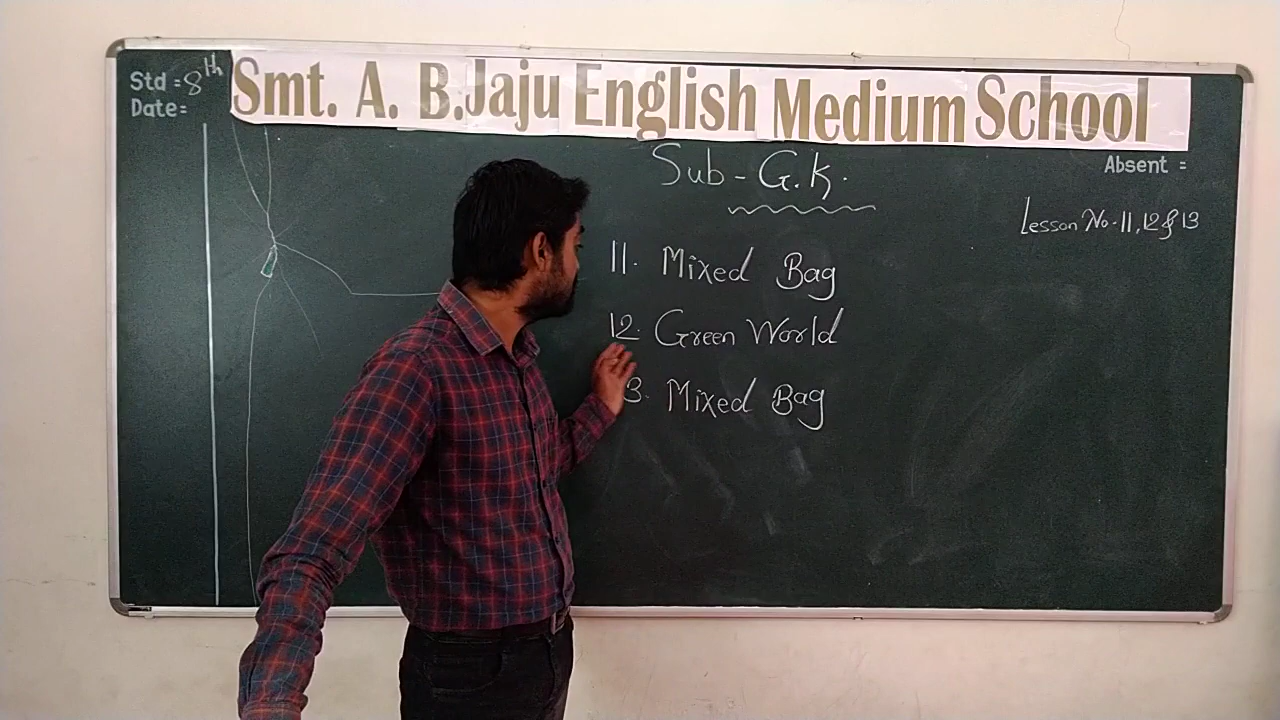 Std = 8th
Date=
Smt. A. B. Jaju English Medium School
Absent =
Sub - G.K.
Lesson No. 11, 12 & 13
11. Mixed Bag
12. Green World
3. Mixed Bag